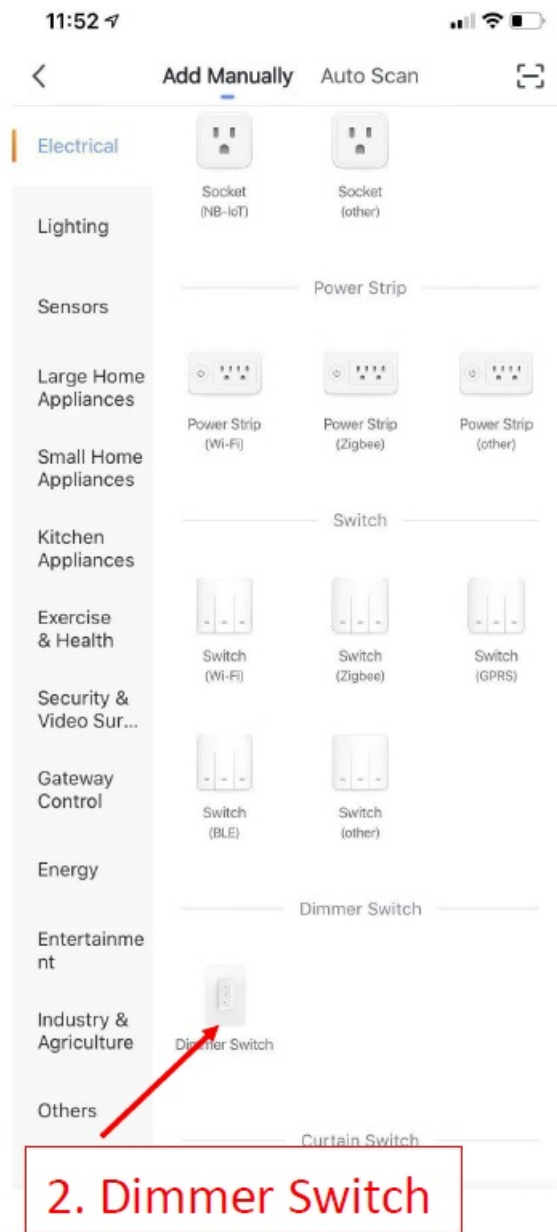 11:52
Add Manually Auto Scan
Electrical
Lighting
Sensors
Large Home
Appliances
Small Home
Appliances
Kitchen
Appliances
Exercise
& Health
Security &
Video Sur...
Gateway
Control
Energy
Entertainme
nt
Industry &
Agriculture
Others
Socket Socket
(NB-IoT) (other)
Power Strip
Power Strip Power Strip Power Strip
(Wi-Fi) (Zigbee) (other)
Switch
Switch Switch Switch
(Wi-Fi) (Zigbee) (GPRS)
Switch Switch
(BLE) (other)
Dimmer Switch
Dimmer Switch
Curtain Switch
2. Dimmer Switch